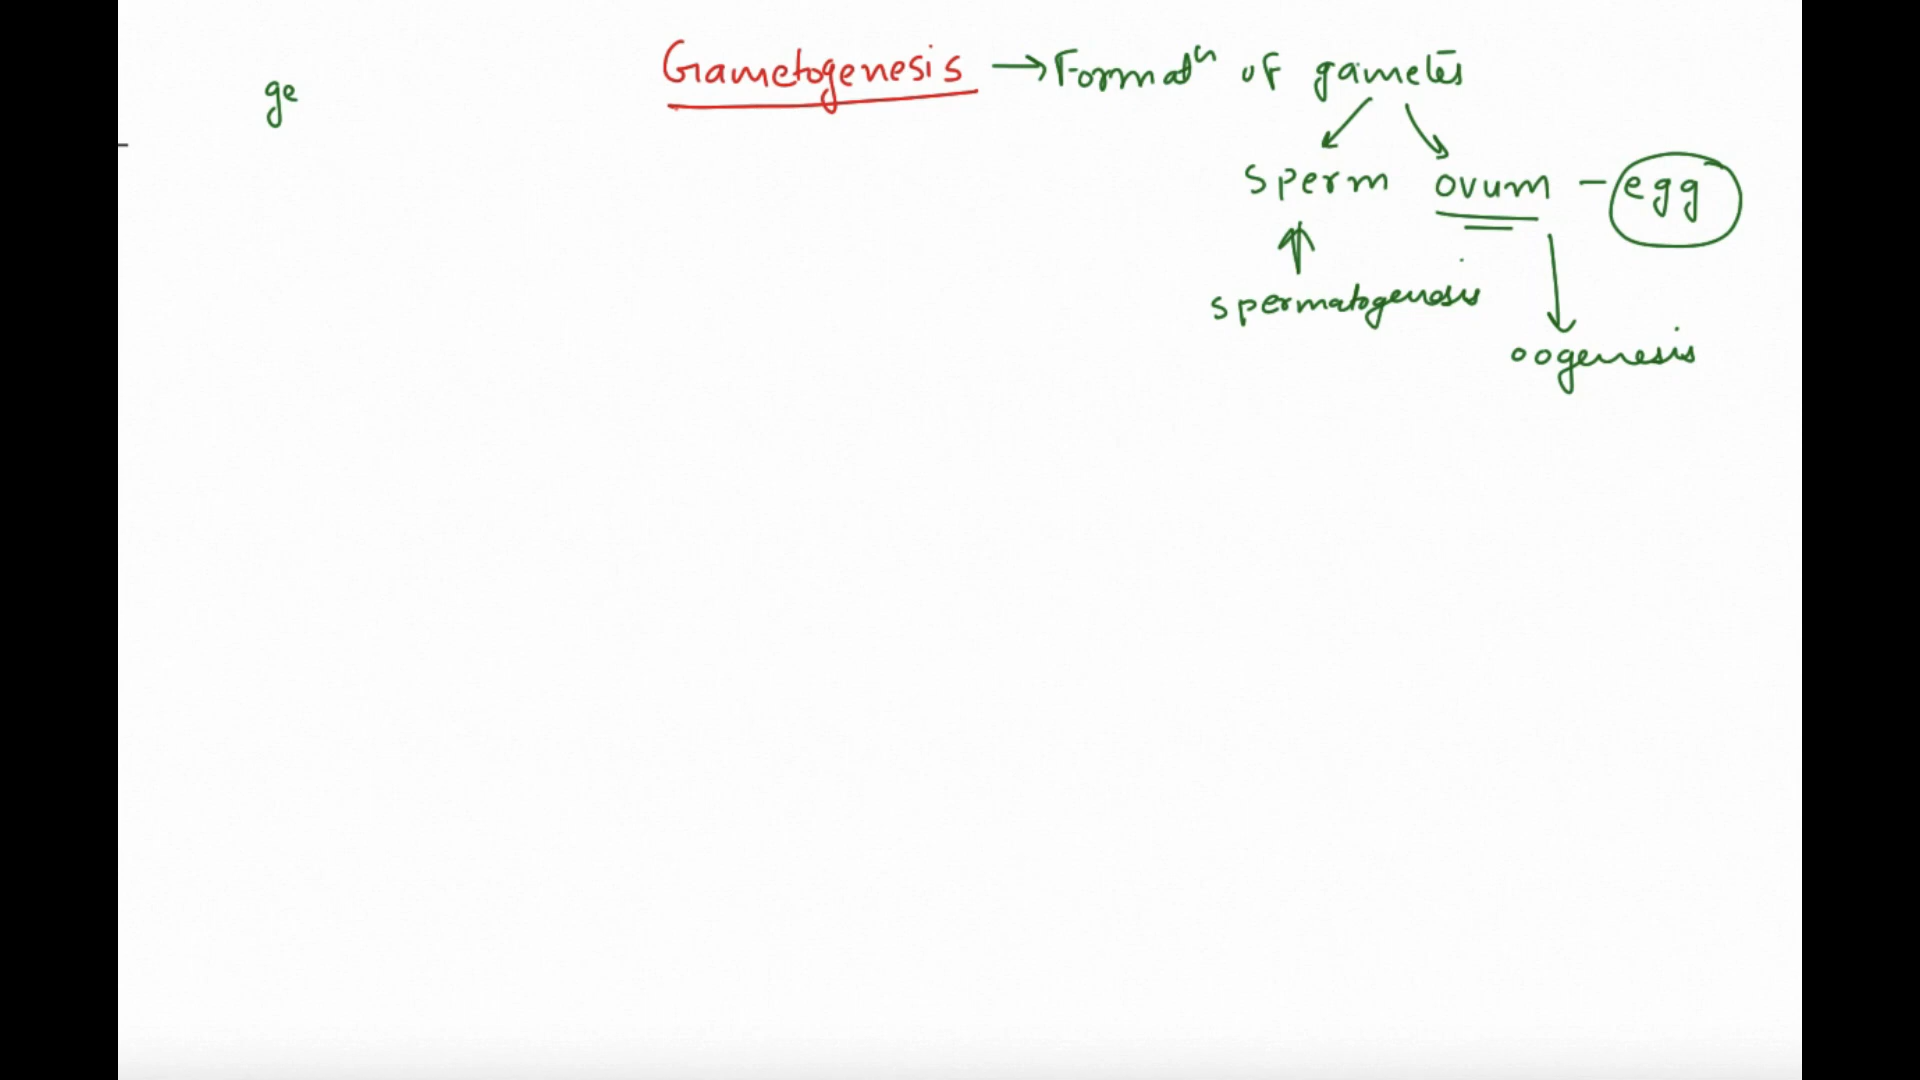 Gametogenesis → Formatn of gametes
ge
sperm ovum - egg
spermatogenesis
oogenesis